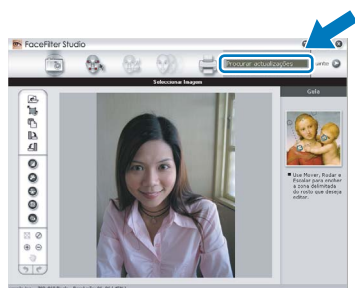 FaceFilter Studio
Procurar actualizações
Seleccionar Imagem
Guia
Use Mover, Rodar e
Escalar para encher
a zona delimitada
do rosto que deseja
editar.